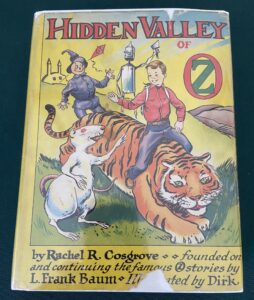 HIDDEN VALLEY
OF
OZ
by Rachel R. Cosgrove founded on
and continuing the famous OZ stories by
L. Frank Baum Illustrated by Dirk